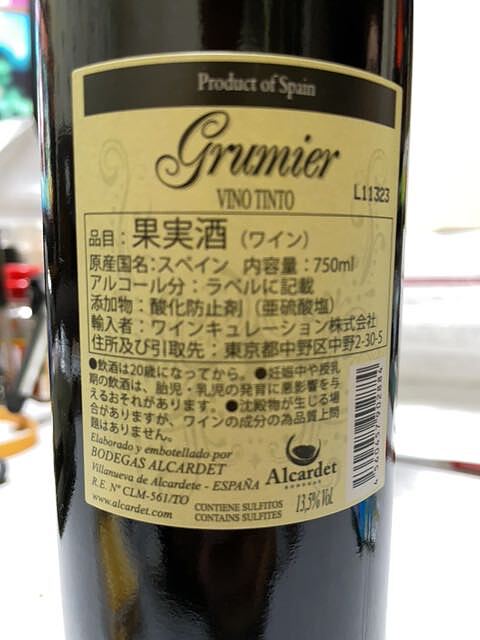 Product of Spain
Grumier
VINO TINTO
L11323
品目：果実酒（ワイン）
原産国名：スペイン 内容量：750ml
アルコール分：ラベルに記載
添加物：酸化防止剤（亜硫酸塩）
輸入者：ワインキュレーション株式会社
住所及び引取先：東京都中野区中野2-30-5
●飲酒は20歳になってから。●妊娠中や授乳
期の飲酒は、胎児・乳児の発育に悪影響を与
えるおそれがあります。●沈殿物が生じる場
合がありますが、ワインの成分の為品質上問
題はありません。
4560457902884
Elaborado y embotellado por
BODEGAS ALCARDET
Villanueva de Alcardete - ESPAÑA
R.E. Nº CLM-561/TO
www.alcardet.com
Alcardet
BODEGAS
CONTIENE SULFITOS
CONTAINS SULFITES
13,5% Vol.